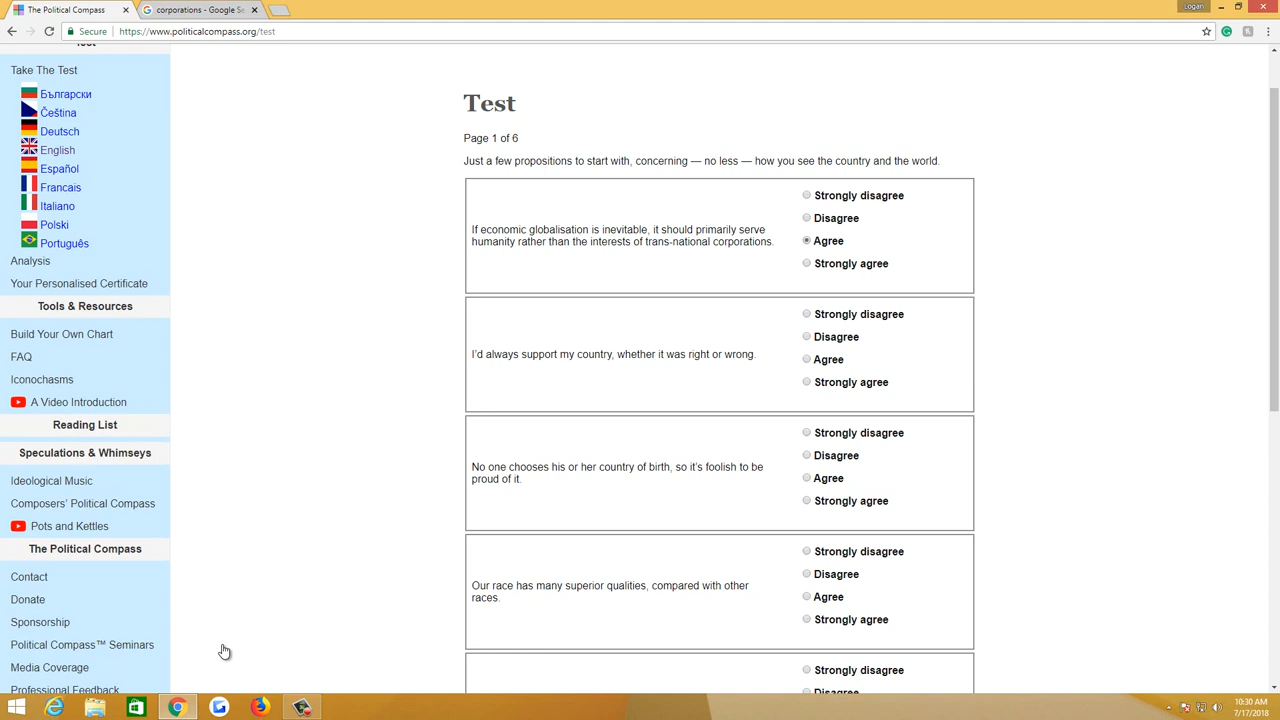 The Political Compass
corporations - Google Se
Logan
Secure
https://www.politicalcompass.org/test
Take The Test
Български
Čeština
Deutsch
English
Español
Francais
Italiano
Polski
Português
Analysis
Your Personalised Certificate
Tools & Resources
Build Your Own Chart
FAQ
Iconochasms
A Video Introduction
Reading List
Speculations & Whimseys
Ideological Music
Composers' Political Compass
Pots and Kettles
The Political Compass
Contact
Donate
Sponsorship
Political Compass™ Seminars
Media Coverage
Professional Feedback
Test
Page 1 of 6
Just a few propositions to start with, concerning — no less — how you see the country and the world.
If economic globalisation is inevitable, it should primarily serve
humanity rather than the interests of trans-national corporations.
Strongly disagree
Disagree
Agree
Strongly agree
I'd always support my country, whether it was right or wrong.
Strongly disagree
Disagree
Agree
Strongly agree
No one chooses his or her country of birth, so it's foolish to be
proud of it.
Strongly disagree
Disagree
Agree
Strongly agree
Our race has many superior qualities, compared with other
races.
Strongly disagree
Disagree
Agree
Strongly agree
Strongly disagree
Disagree
10:30 AM
7/17/2018